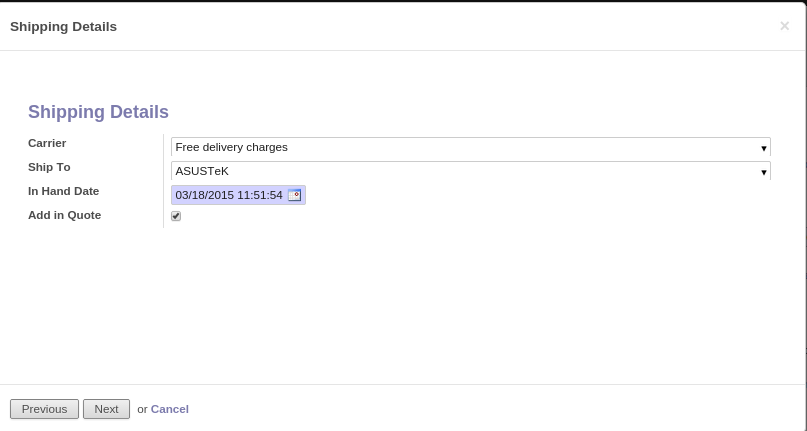 Shipping Details
×
Shipping Details
Carrier Free delivery charges
Ship To ASUSTeK
In Hand Date 03/18/2015 11:51:54
Add in Quote
Previous Next or Cancel